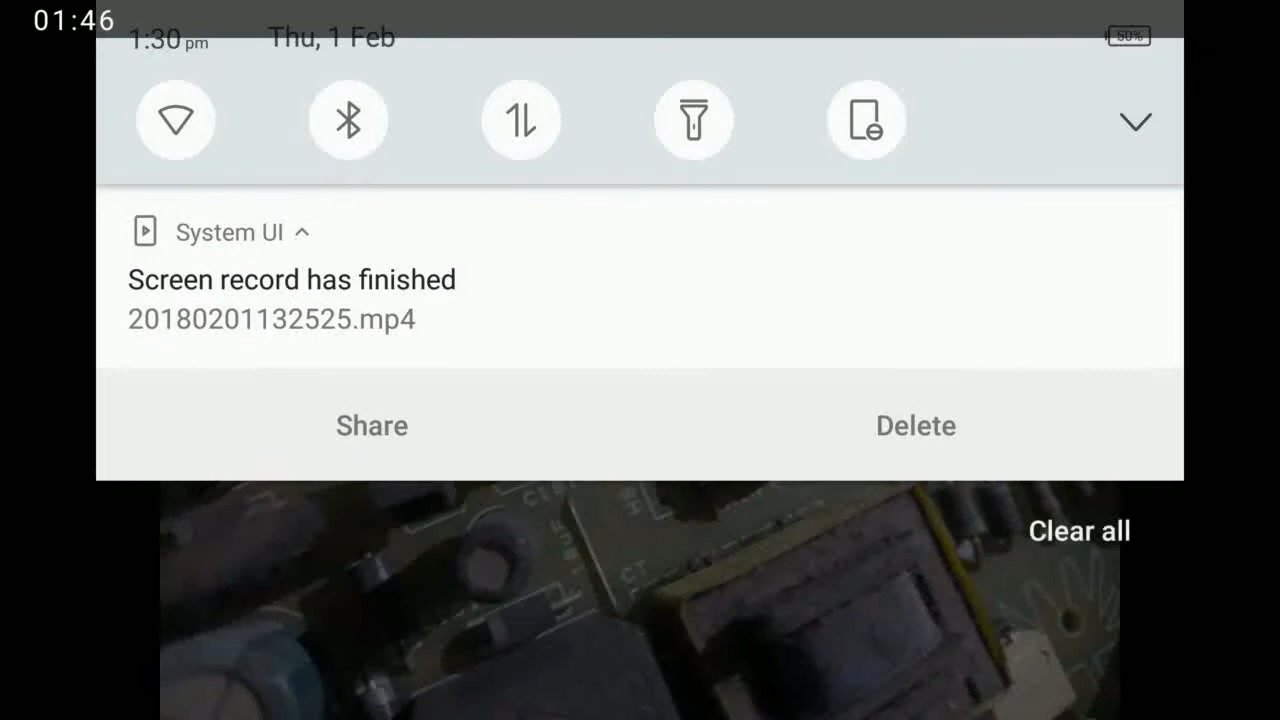 01:46
1:30 pm Thu, 1 Feb 50%
System UI
Screen record has finished
20180201132525.mp4
Share Delete
Clear all